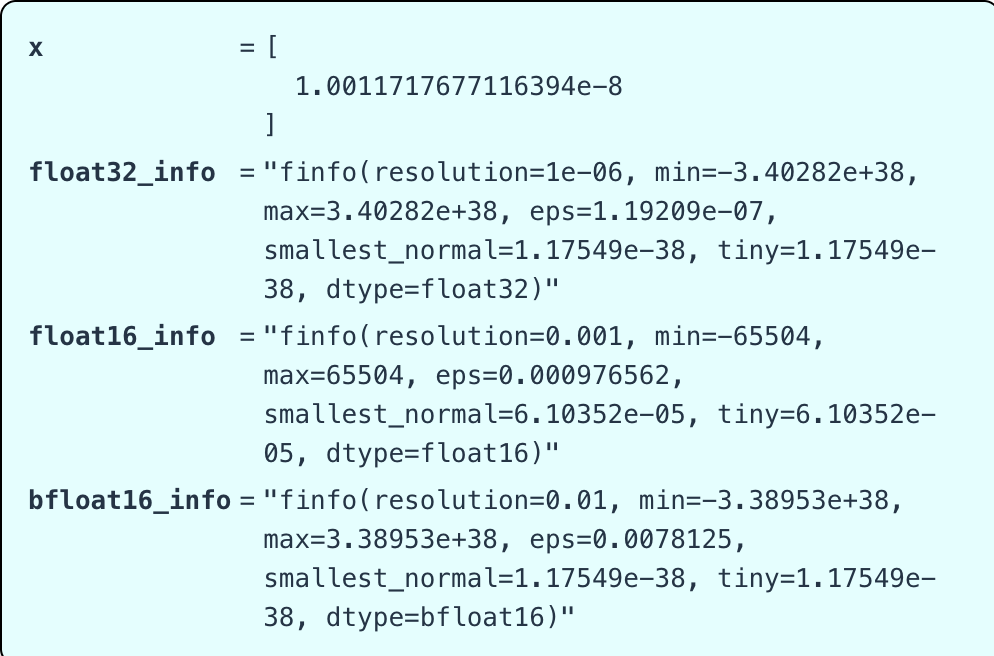 x = [
1.0011717677116394e-8
]
float32_info = "finfo(resolution=1e-06, min=-3.40282e+38,
max=3.40282e+38, eps=1.19209e-07,
smallest_normal=1.17549e-38, tiny=1.17549e-
38, dtype=float32)"
float16_info = "finfo(resolution=0.001, min=-65504,
max=65504, eps=0.000976562,
smallest_normal=6.10352e-05, tiny=6.10352e-
05, dtype=float16)"
bfloat16_info = "finfo(resolution=0.01, min=-3.38953e+38,
max=3.38953e+38, eps=0.0078125,
smallest_normal=1.17549e-38, tiny=1.17549e-
38, dtype=bfloat16)"